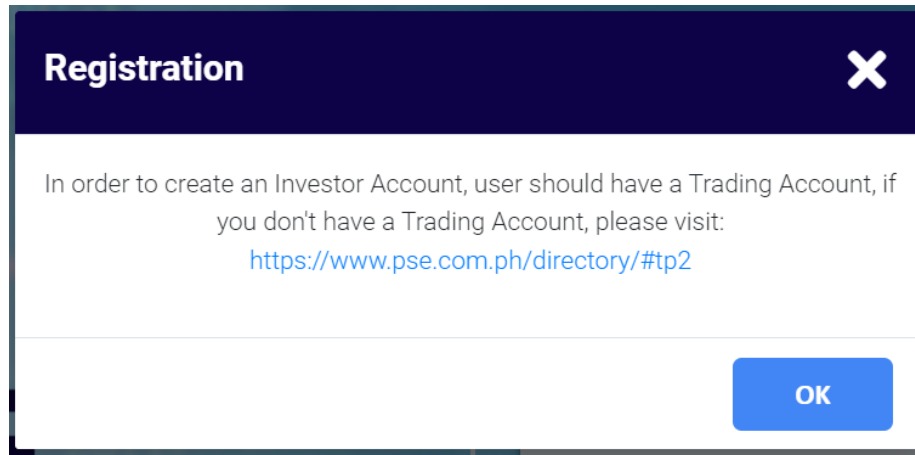 Registration
In order to create an Investor Account, user should have a Trading Account, if
you don't have a Trading Account, please visit:
https://www.pse.com.ph/directory/#tp2
OK